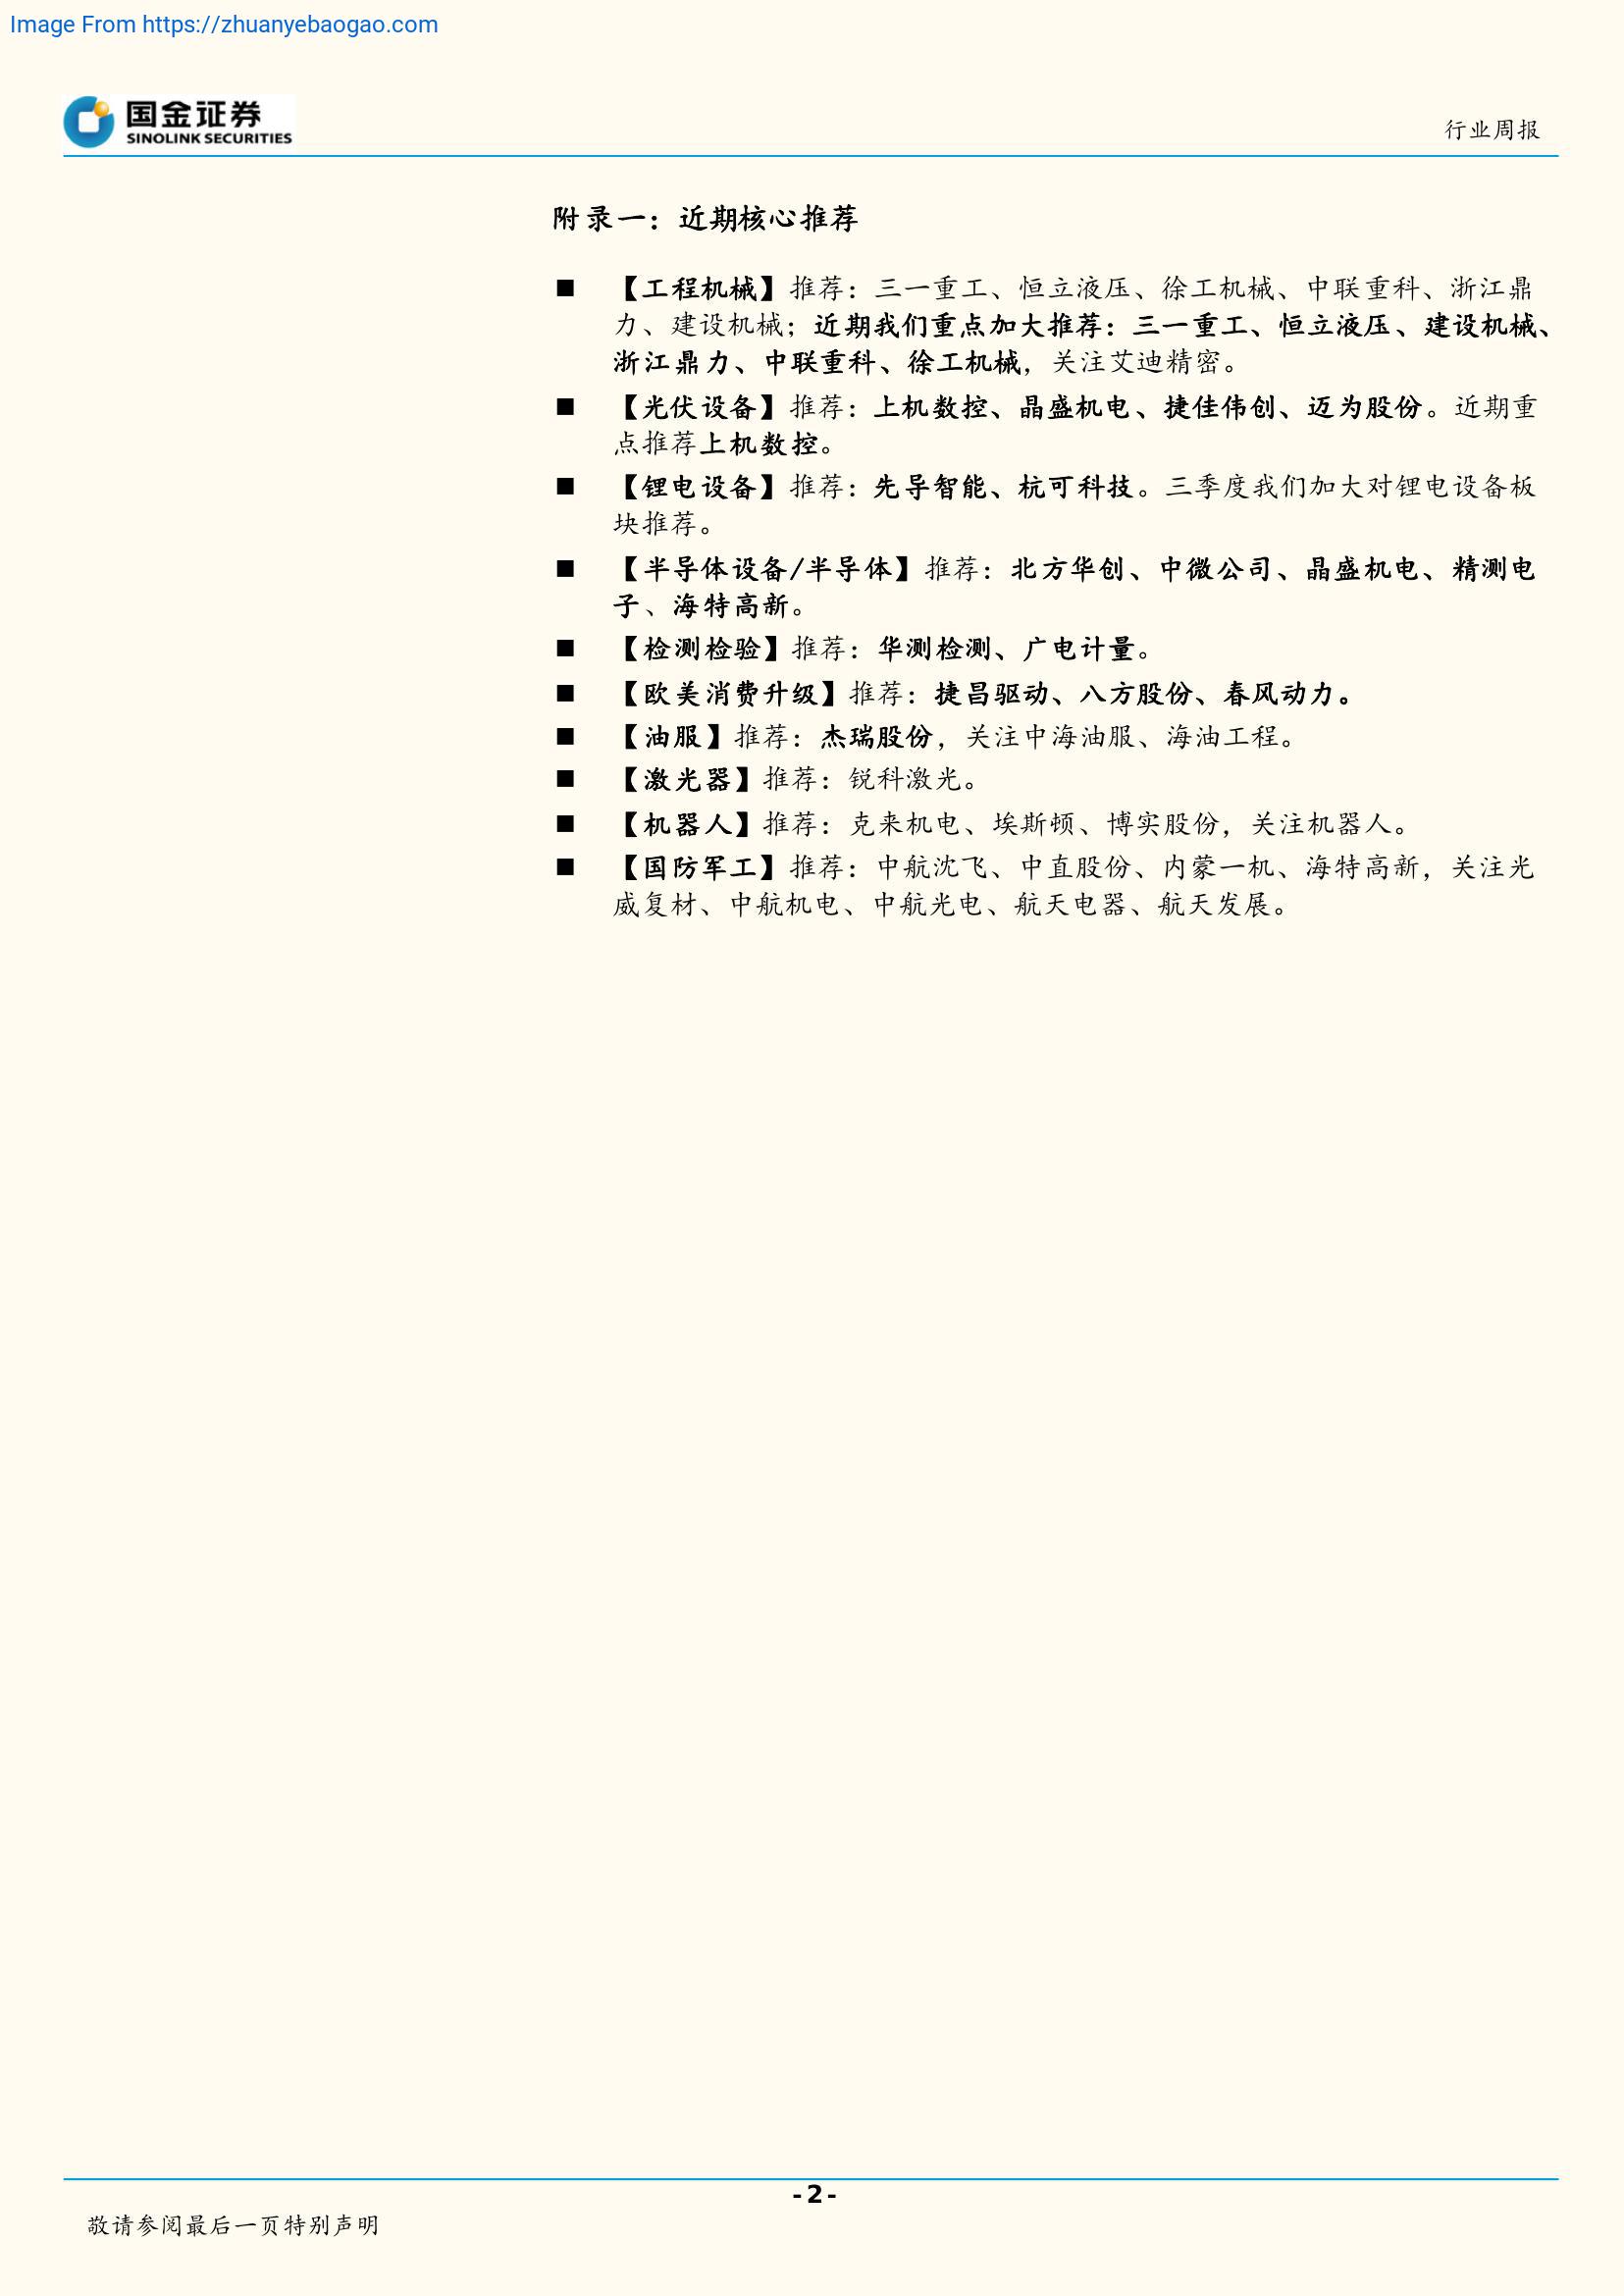 Image From https://zhuanyebaogao.com
国金证券
SINOLINK SECURITIES
行业周报
附录一：近期核心推荐
■ 【工程机械】推荐：三一重工、恒立液压、徐工机械、中联重科、浙江鼎
力、建设机械；近期我们重点加大推荐：三一重工、恒立液压、建设机械、
浙江鼎力、中联重科、徐工机械，关注艾迪精密。
■ 【光伏设备】推荐：上机数控、晶盛机电、捷佳伟创、迈为股份。近期重
点推荐上机数控。
■ 【锂电设备】推荐：先导智能、杭可科技。三季度我们加大对锂电设备板
块推荐。
■ 【半导体设备/半导体】推荐：北方华创、中微公司、晶盛机电、精测电
子、海特高新。
■ 【检测检验】推荐：华测检测、广电计量。
■ 【欧美消费升级】推荐：捷昌驱动、八方股份、春风动力。
■ 【油服】推荐：杰瑞股份，关注中海油服、海油工程。
■ 【激光器】推荐：锐科激光。
■ 【机器人】推荐：克来机电、埃斯顿、博实股份，关注机器人。
■ 【国防军工】推荐：中航沈飞、中直股份、内蒙一机、海特高新，关注光
威复材、中航机电、中航光电、航天电器、航天发展。
- 2 -
敬请参阅最后一页特别声明